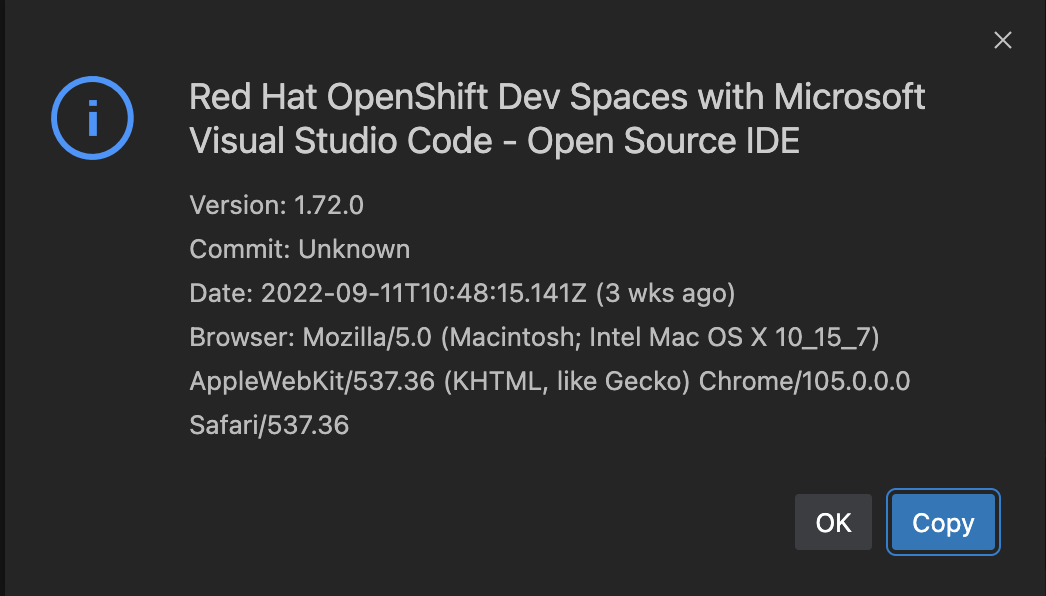 Red Hat OpenShift Dev Spaces with Microsoft
Visual Studio Code - Open Source IDE
Version: 1.72.0
Commit: Unknown
Date: 2022-09-11T10:48:15.141Z (3 wks ago)
Browser: Mozilla/5.0 (Macintosh; Intel Mac OS X 10_15_7)
AppleWebKit/537.36 (KHTML, like Gecko) Chrome/105.0.0.0
Safari/537.36
OK
Copy